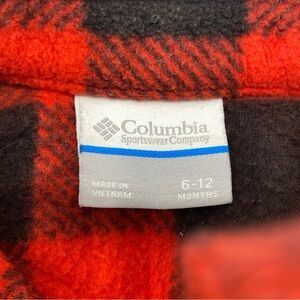 Columbia
Sportswear Company
MADE IN
VIETNAM
6-12
MONTHS